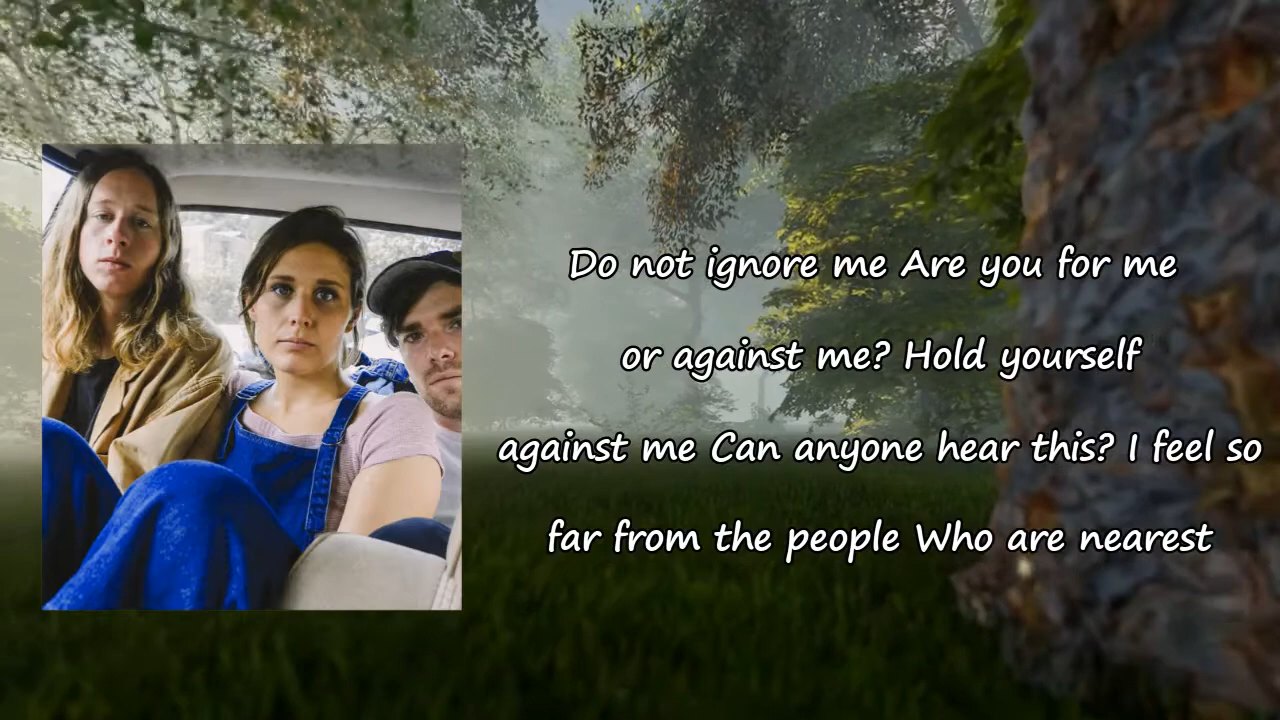 Do not ignore me Are you for me
or against me? Hold yourself
against me Can anyone hear this? I feel so
far from the people Who are nearest